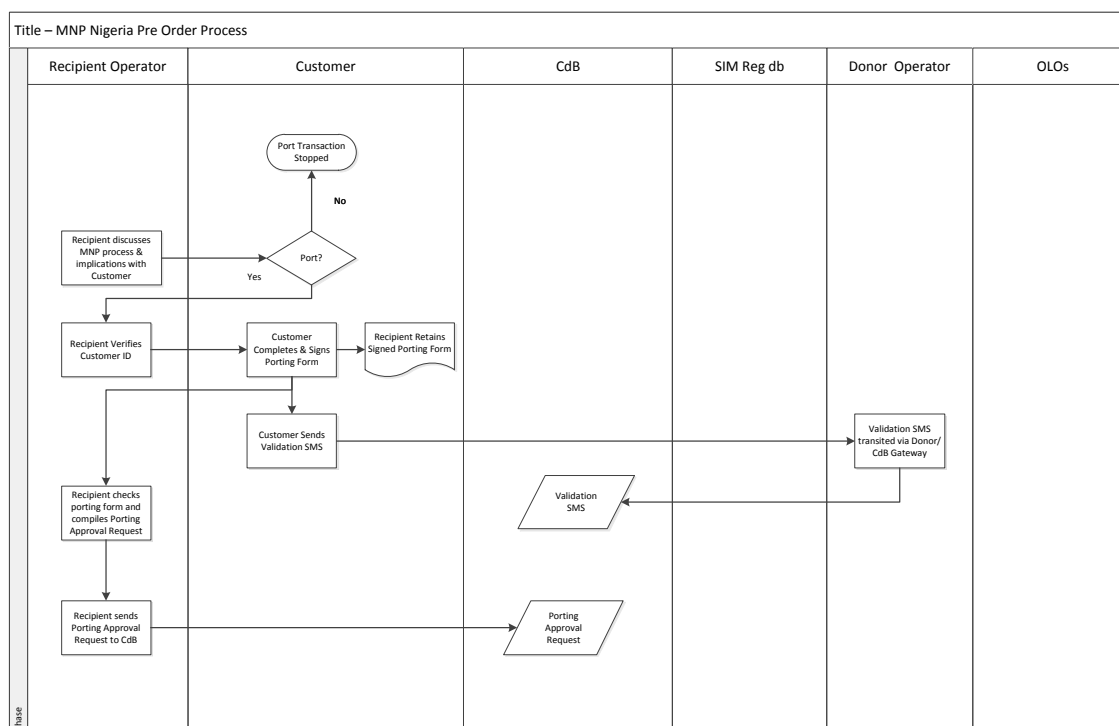 Title – MNP Nigeria Pre Order Process
Recipient Operator
Customer
CdB
SIM Reg db
Donor Operator
OLOs
Port Transaction
Stopped
No
Recipient discusses
MNP process &
implications with
Customer
Port?
Yes
Recipient Verifies
Customer ID
Customer
Completes & Signs
Porting Form
Recipient Retains
Signed Porting Form
Customer Sends
Validation SMS
Validation SMS
transited via Donor/
CdB Gateway
Recipient checks
porting form and
compiles Porting
Approval Request
Validation
SMS
Recipient sends
Porting Approval
Request to CdB
Porting
Approval
Request
hase